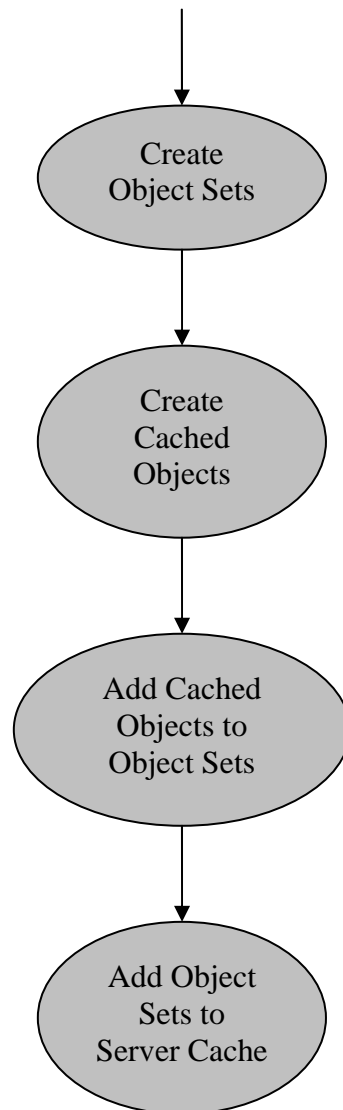 Create
Object Sets
Create
Cached
Objects
Add Cached
Objects to
Object Sets
Add Object
Sets to
Server Cache